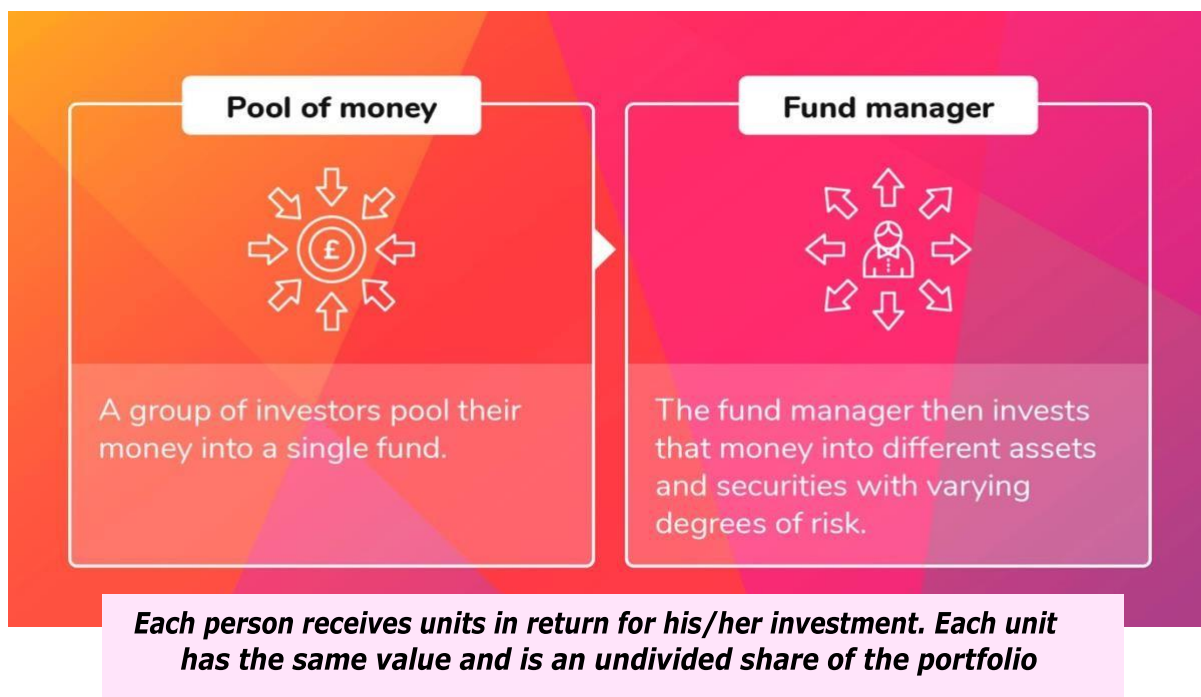 Pool of money
£
A group of investors pool their
money into a single fund.
Fund manager
The fund manager then invests
that money into different assets
and securities with varying
degrees of risk.
Each person receives units in return for his/her investment. Each unit
has the same value and is an undivided share of the portfolio